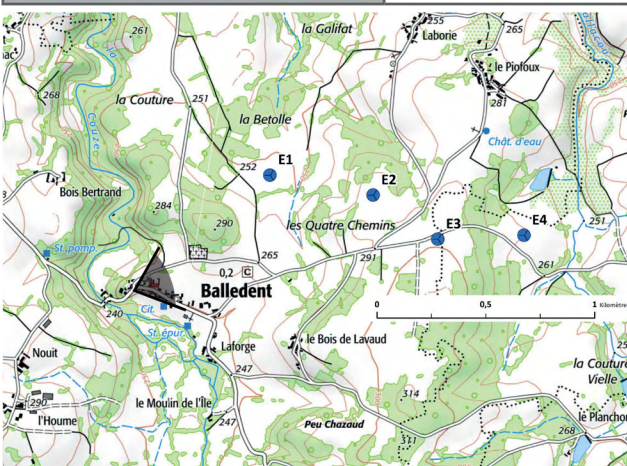 la Galifat
255
Laborie
265
261
la
Couze
268
la Couture
251
la Betolle
le Piofoux
281
Chât. d'eau
252
E1
E2
Bois Bertrand
284
290
les Quatre Chemins
E3
E4
251
St. pomp.
265
291
261
0,2
C
Balledent
0
0,5
1
Kilomètre
240
Cit.
St. épur.
Nouit
Laforge
le Bois de Lavaud
247
la Couture
Vieille
290
l'Houme
le Moulin de l'Île
247
Peu Chazaud
314
311
268
le Planchon